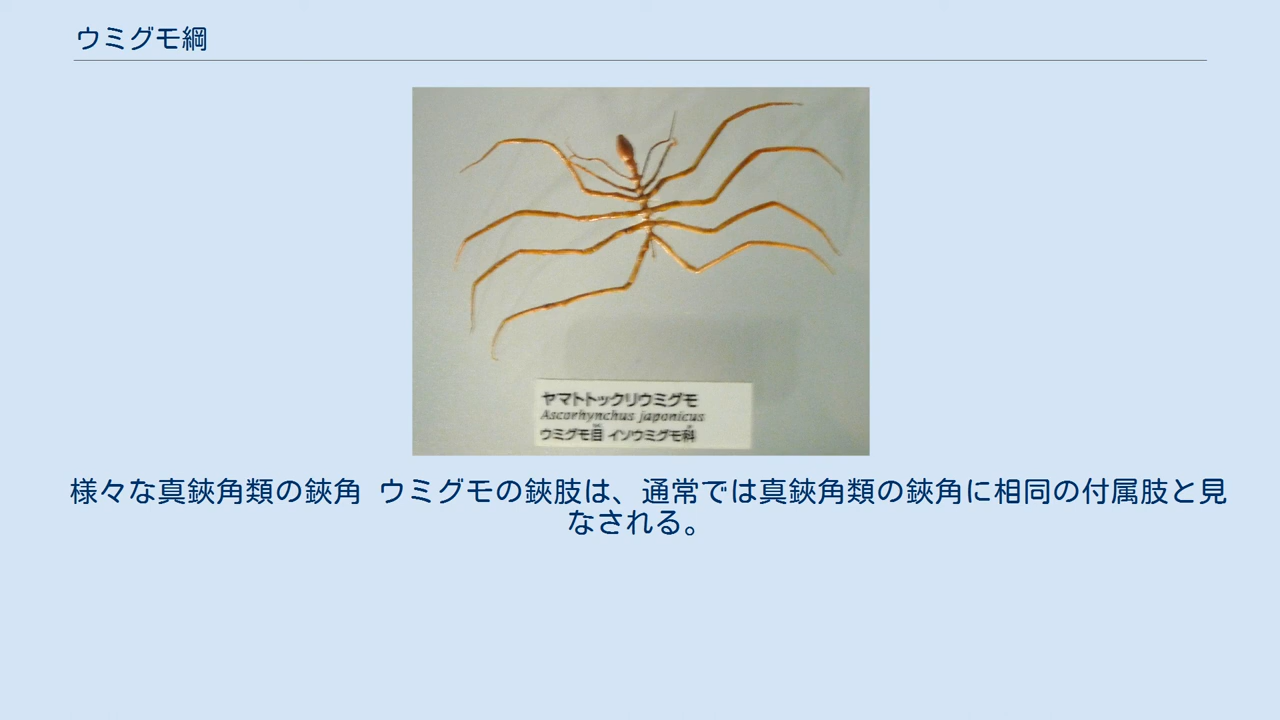 ウミグモ綱
ヤマトトックリウミグモ
Ascorhynchus japonicus
ウミグモ目 イソウミグモ科
様々な真鋏角類の鋏角 ウミグモの鋏肢は、通常では真鋏角類の鋏角に相同の付属肢と見
なされる。